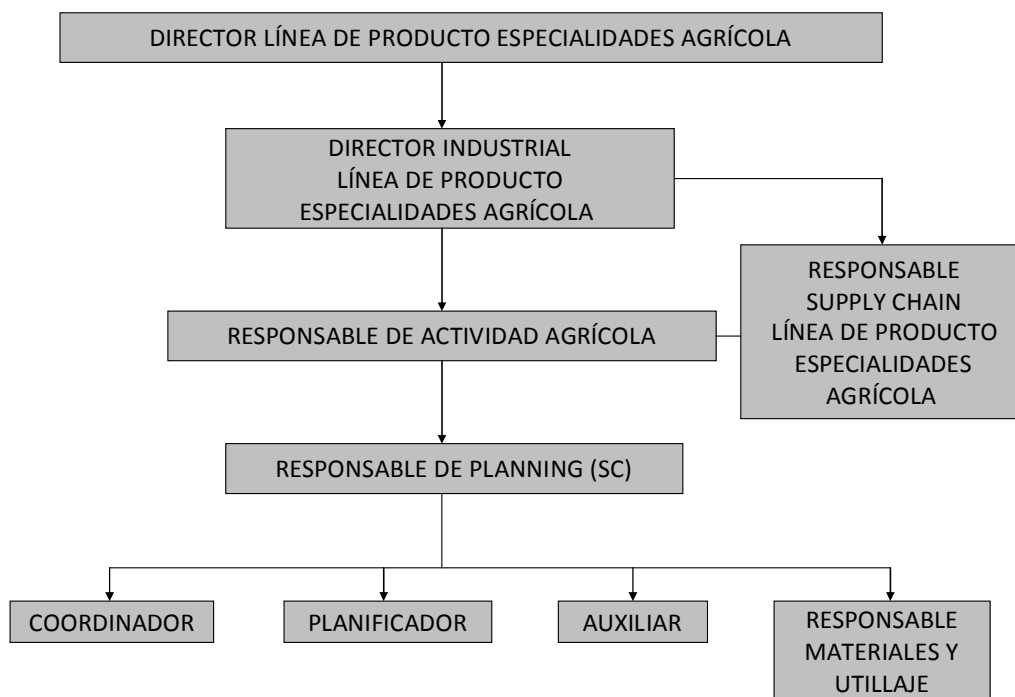 DIRECTOR LÍNEA DE PRODUCTO ESPECIALIDADES AGRÍCOLA
DIRECTOR INDUSTRIAL
LÍNEA DE PRODUCTO
ESPECIALIDADES AGRÍCOLA
RESPONSABLE
SUPPLY CHAIN
LÍNEA DE PRODUCTO
ESPECIALIDADES
AGRÍCOLA
RESPONSABLE DE ACTIVIDAD AGRÍCOLA
RESPONSABLE DE PLANNING (SC)
COORDINADOR
PLANIFICADOR
AUXILIAR
RESPONSABLE
MATERIALES Y
UTILLAJE